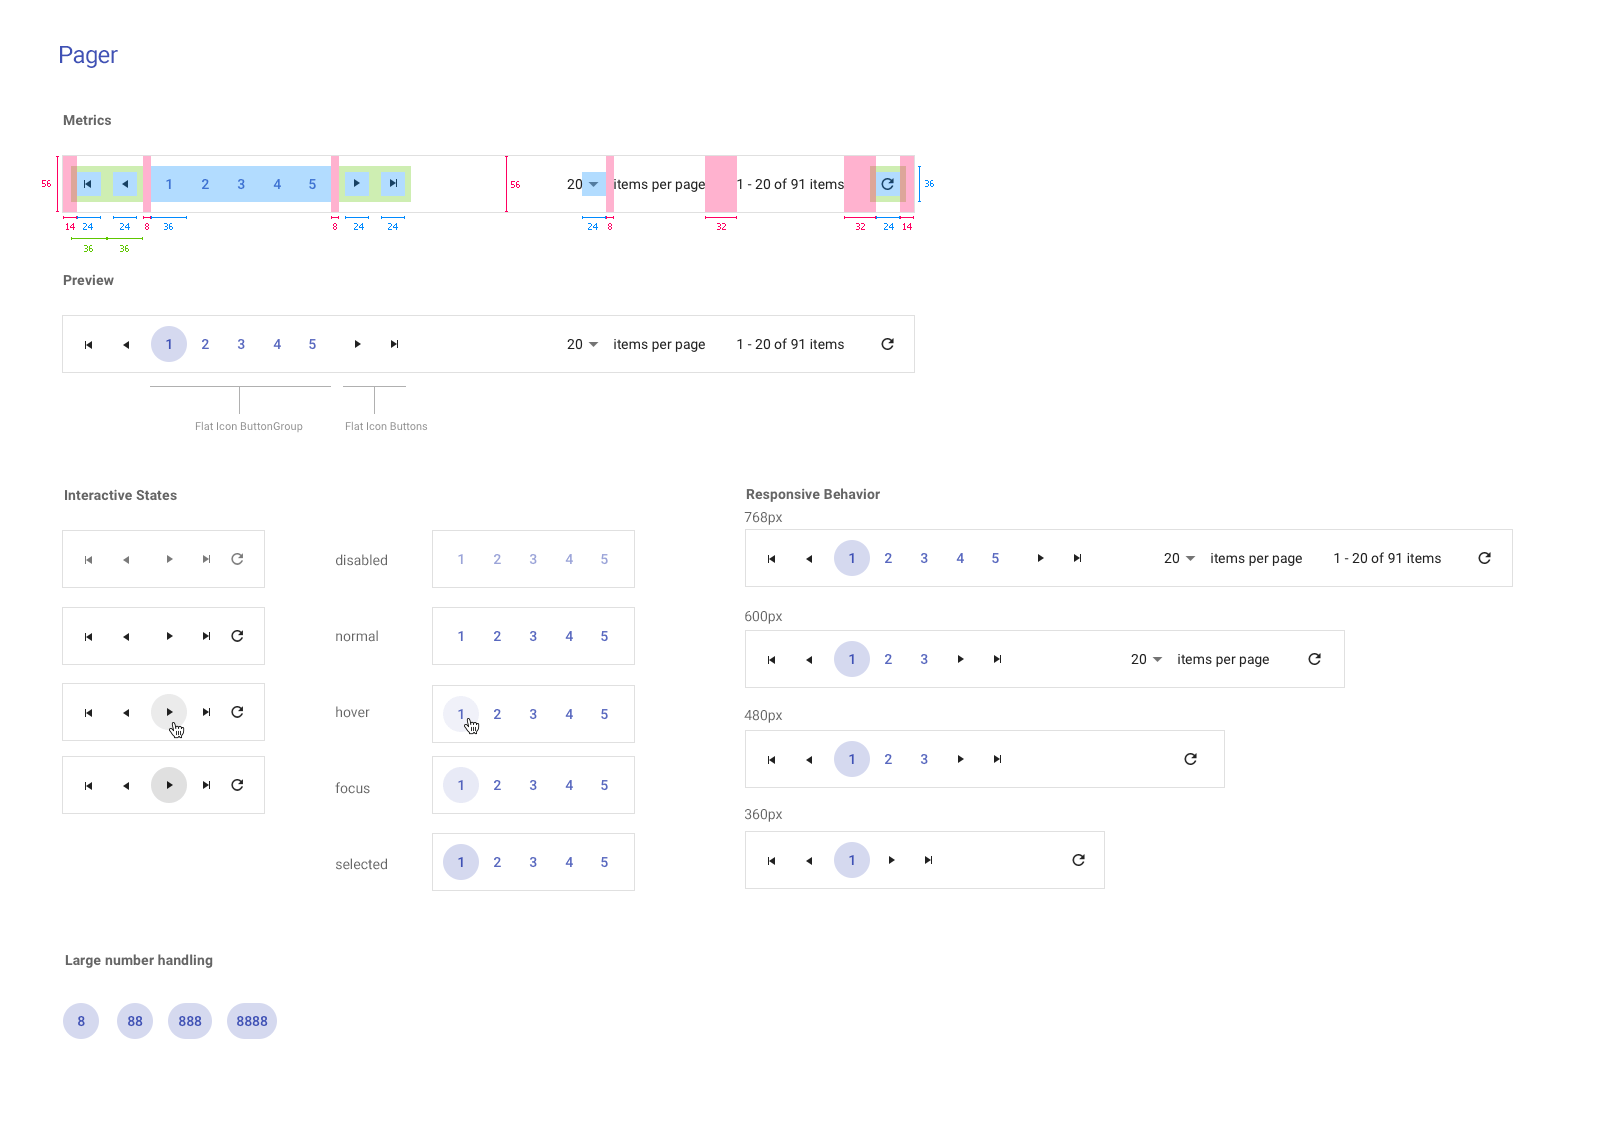 Pager
Metrics
56 1 2 3 4 5 56 20 items per page 1 - 20 of 91 items 36
14 24 24 8 36 8 24 24 24 8 32 32 24 14
36 36
Preview
1 2 3 4 5 20 items per page 1 - 20 of 91 items
Flat Icon ButtonGroup Flat Icon Buttons
Interactive States
disabled 1 2 3 4 5
normal 1 2 3 4 5
hover 1 2 3 4 5
focus 1 2 3 4 5
selected 1 2 3 4 5
Responsive Behavior
768px
1 2 3 4 5 20 items per page 1 - 20 of 91 items
600px
1 2 3 20 items per page
480px
1 2 3
360px
1
Large number handling
8 88 888 8888